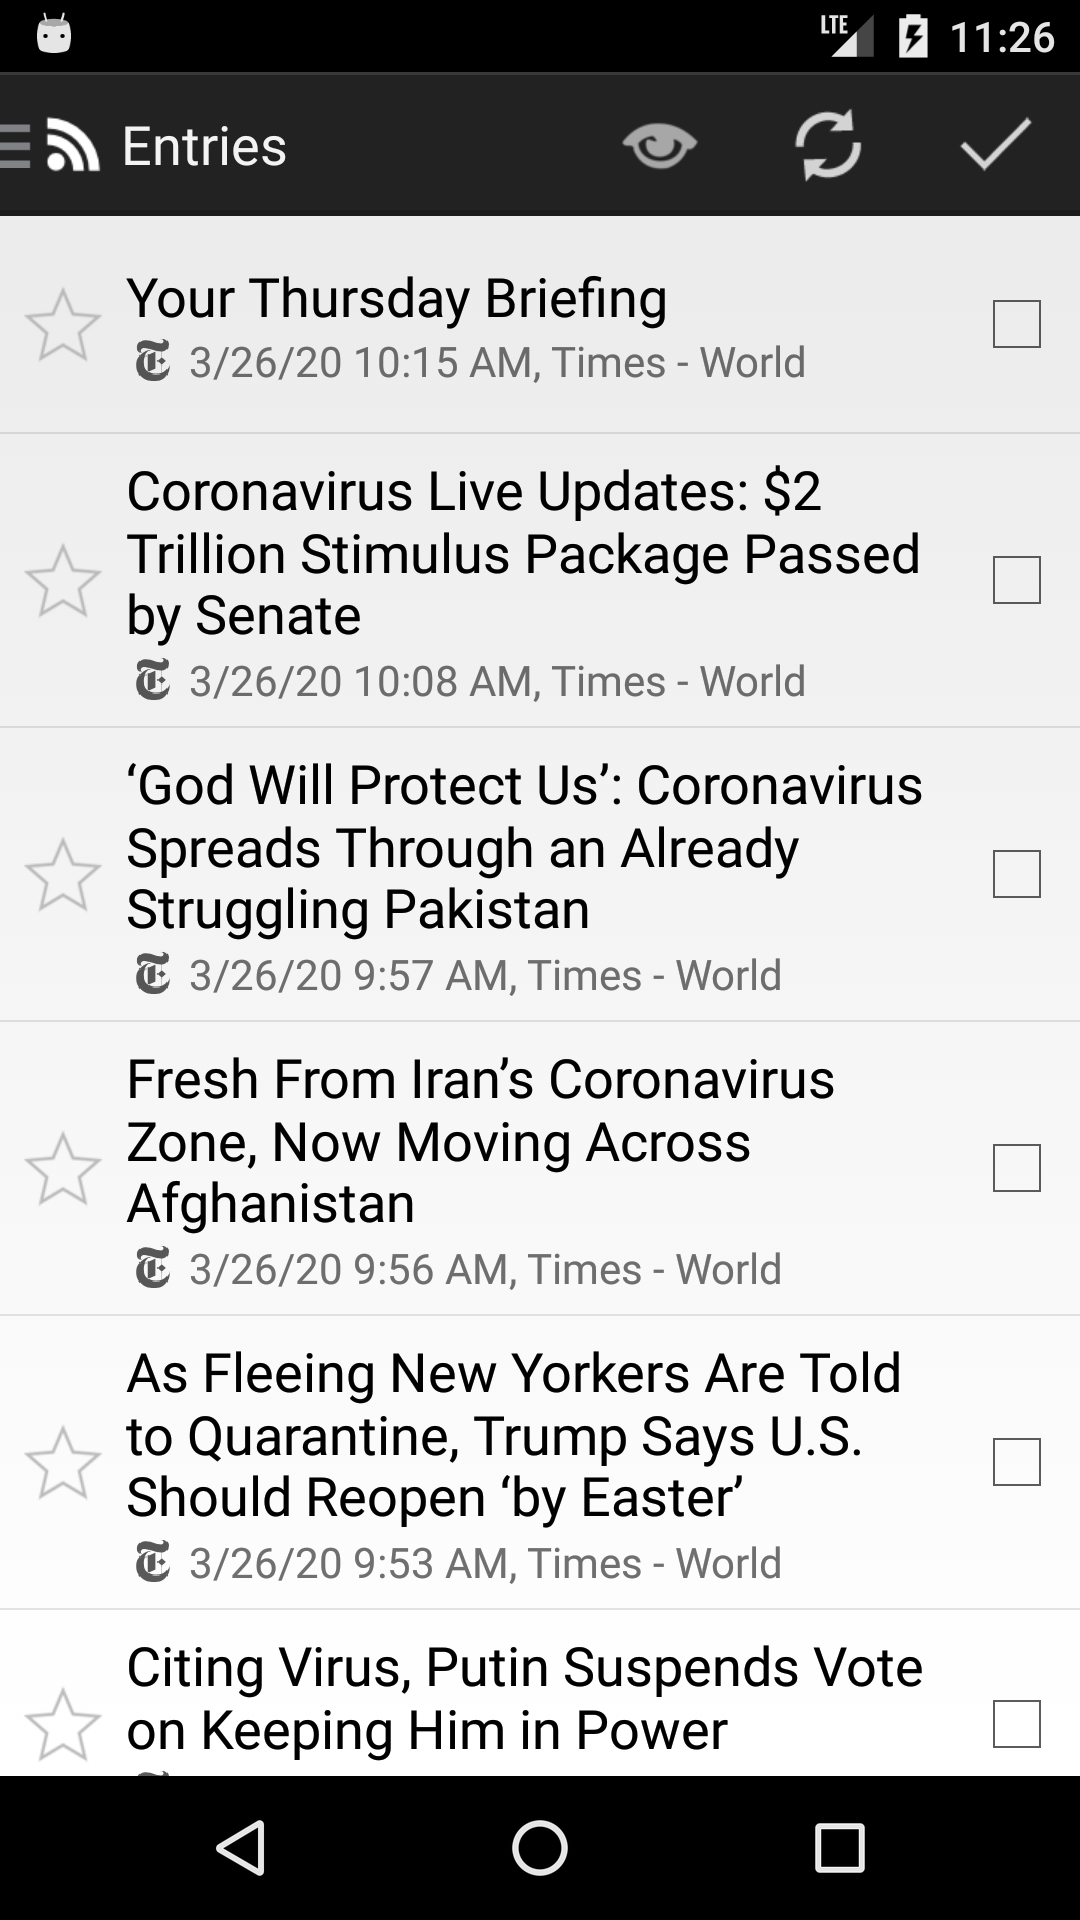 LTE 11:26
Entries
Your Thursday Briefing
3/26/20 10:15 AM, Times - World
Coronavirus Live Updates: $2
Trillion Stimulus Package Passed
by Senate
3/26/20 10:08 AM, Times - World
‘God Will Protect Us’: Coronavirus
Spreads Through an Already
Struggling Pakistan
3/26/20 9:57 AM, Times - World
Fresh From Iran’s Coronavirus
Zone, Now Moving Across
Afghanistan
3/26/20 9:56 AM, Times - World
As Fleeing New Yorkers Are Told
to Quarantine, Trump Says U.S.
Should Reopen ‘by Easter’
3/26/20 9:53 AM, Times - World
Citing Virus, Putin Suspends Vote
on Keeping Him in Power